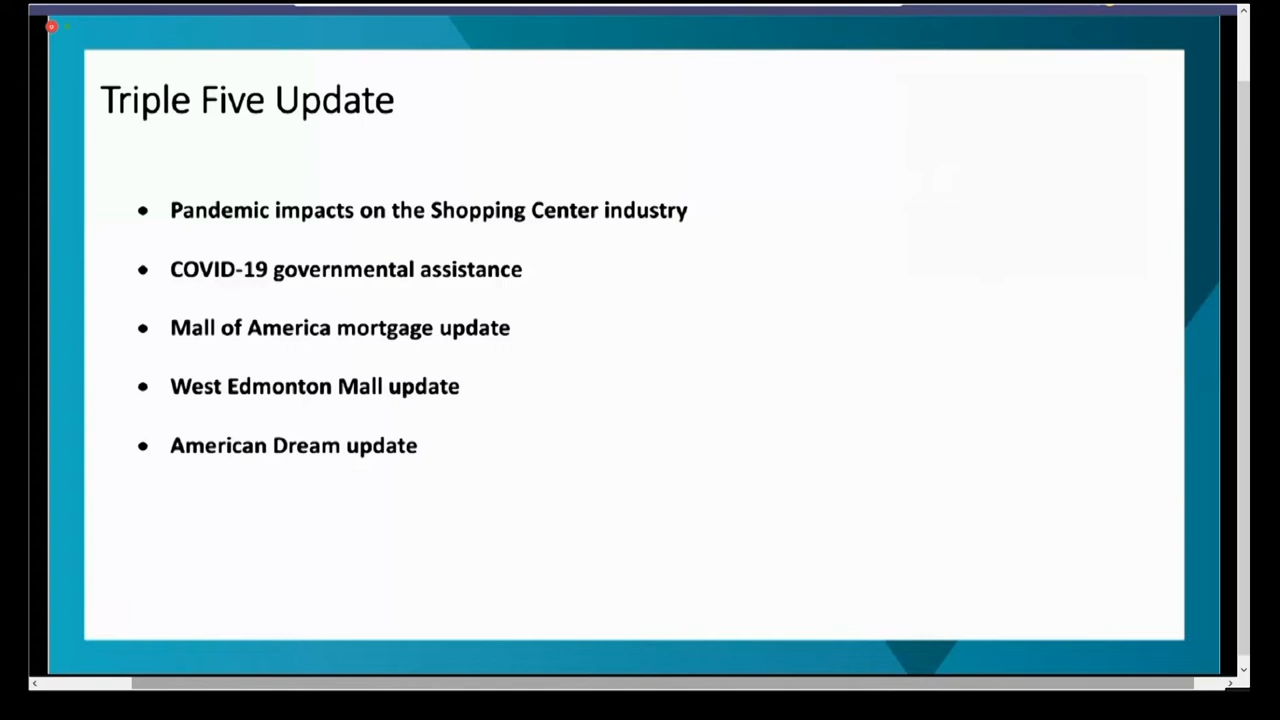 Triple Five Update
• Pandemic impacts on the Shopping Center industry
• COVID-19 governmental assistance
• Mall of America mortgage update
• West Edmonton Mall update
• American Dream update